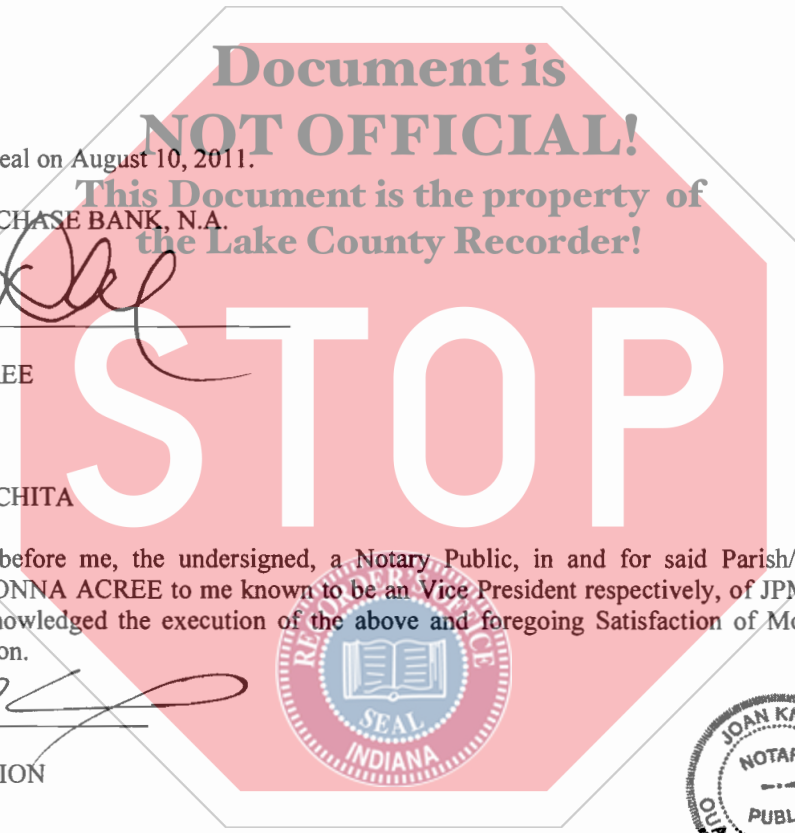 Document is
NOT OFFICIAL!
eal on August 10, 2011.
This Document is the property of
CHASE BANK, N.A.
the Lake County Recorder!
EE
STOP
CHITA
before me, the undersigned, a Notary Public, in and for said Parish/
ONNA ACREE to me known to be an Vice President respectively, of JPM
nowledged the execution of the above and foregoing Satisfaction of Mo
on.
RECORDER'S OFFICE
SEAL
INDIANA
ION
JOAN KN
NOTAR
PUBL
OUA